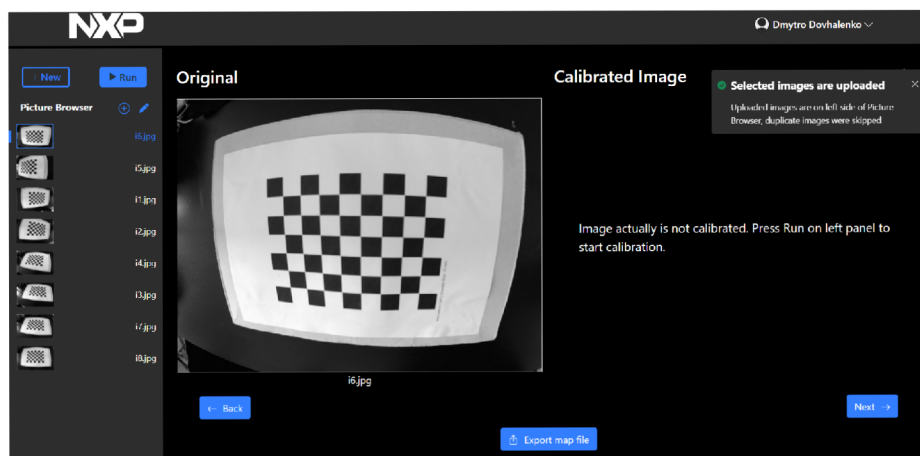 NXP
Dmytro Dovhalenko
+ New
Run
Picture Browser
i6.jpg
i5.jpg
i1.jpg
i2.jpg
i4.jpg
i3.jpg
i7.jpg
i8.jpg
Original
Calibrated Image
Selected images are uploaded
Uploaded images are on left side of Picture
Browser, duplicate images were skipped
Image actually is not calibrated. Press Run on left panel to
start calibration.
i6.jpg
← Back
Next →
Export map file